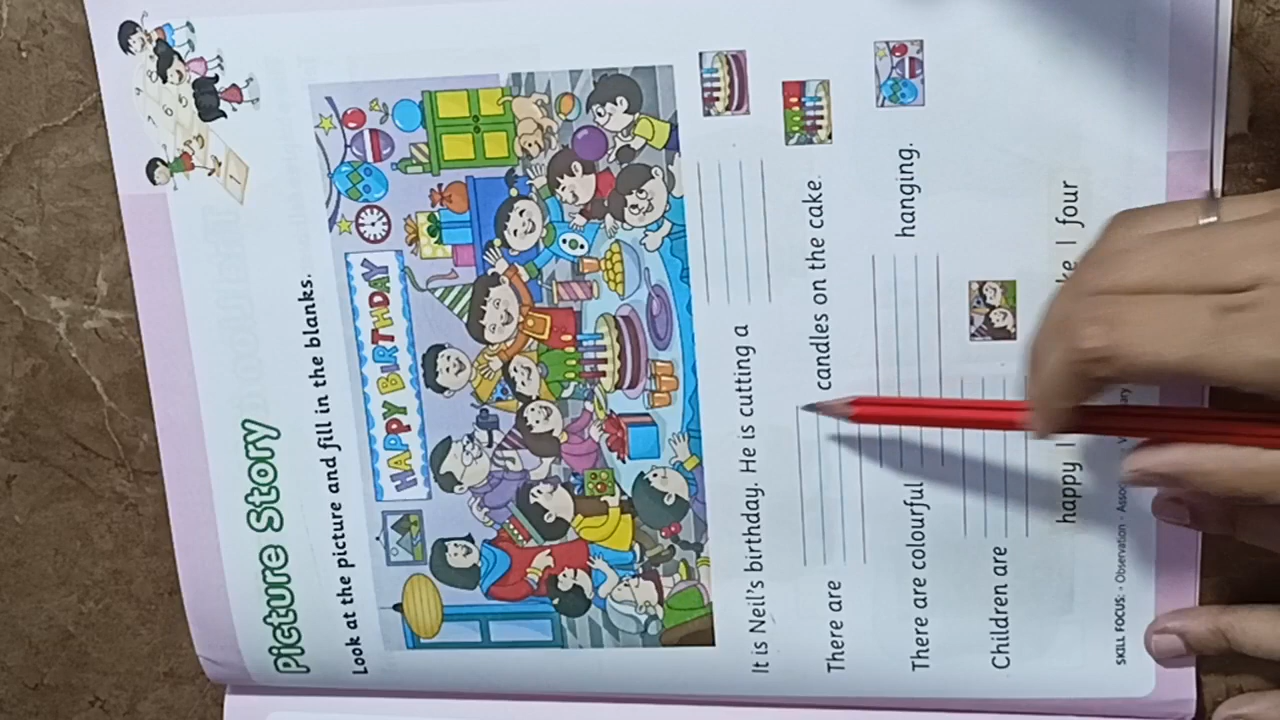 Picture Story
Look at the picture and fill in the blanks.
HAPPY BIRTHDAY
It is Neil's birthday. He is cutting a
There are candles on the cake.
There are colourful hanging.
Children are
happy | | four
SKILL FOCUS: • Observation •